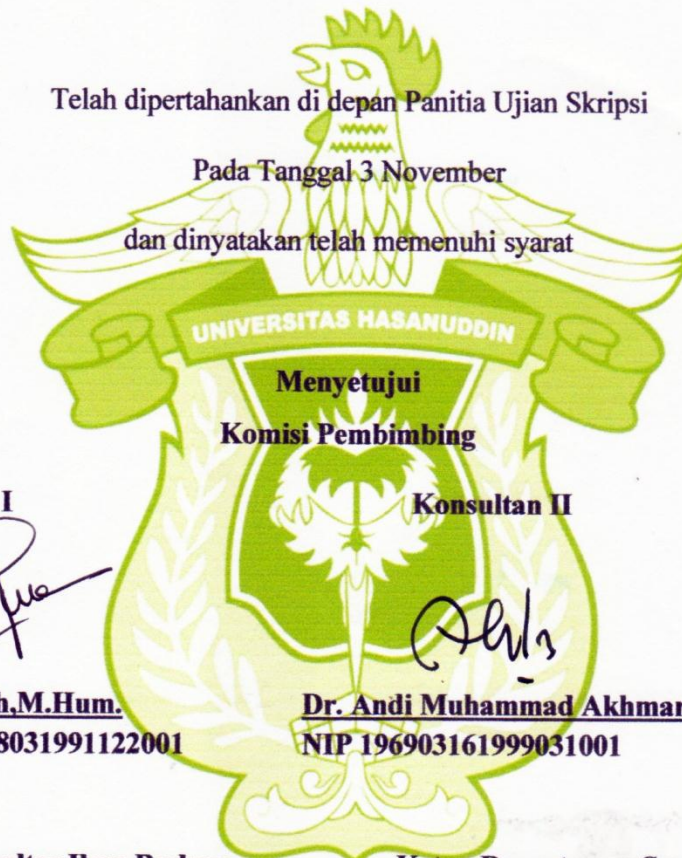 Telah dipertahankan di depan Panitia Ujian Skripsi
Pada Tanggal 3 November
dan dinyatakan telah memenuhi syarat
UNIVERSITAS HASANUDDIN
Menyetujui
Komisi Pembimbing
I
Konsultan II
h,M.Hum.
Dr. Andi Muhammad Akhmar
8031991122001
NIP 196903161999031001